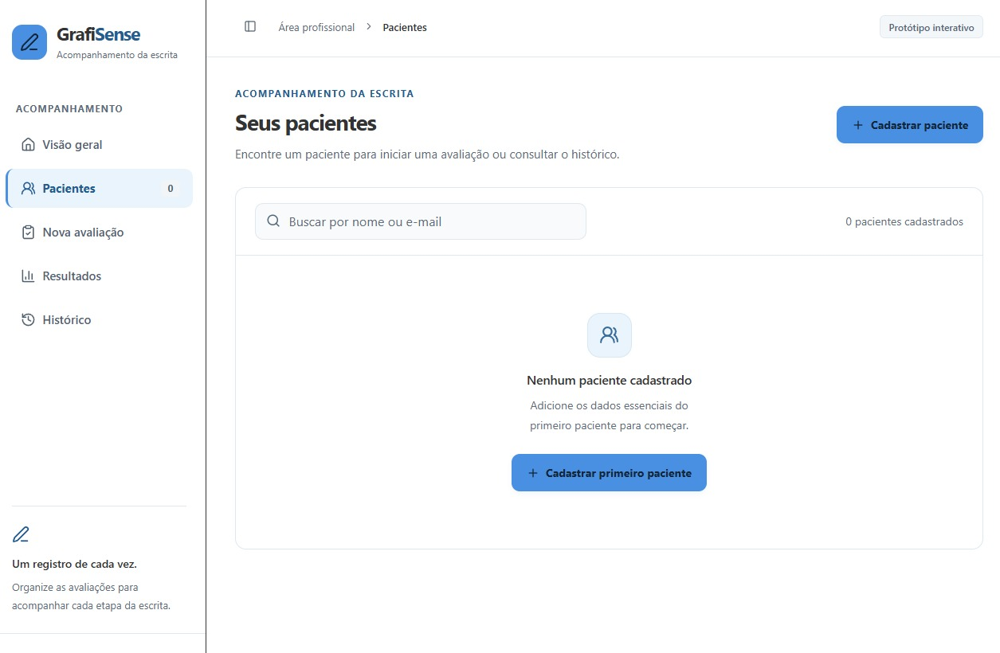 GrafiSense
Acompanhamento da escrita
ACOMPANHAMENTO
Visão geral
Pacientes 0
Nova avaliação
Resultados
Histórico
Um registro de cada vez.
Organize as avaliações para
acompanhar cada etapa da escrita.
Área profissional > Pacientes
Protótipo interativo
ACOMPANHAMENTO DA ESCRITA
Seus pacientes
Encontre um paciente para iniciar uma avaliação ou consultar o histórico.
+ Cadastrar paciente
Buscar por nome ou e-mail
0 pacientes cadastrados
Nenhum paciente cadastrado
Adicione os dados essenciais do
primeiro paciente para começar.
+ Cadastrar primeiro paciente